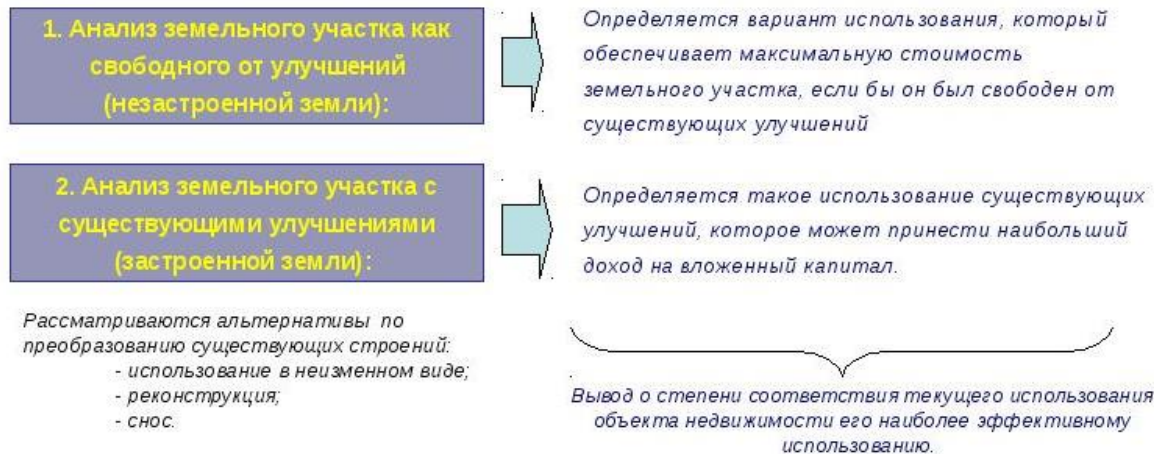 1. Анализ земельного участка как
свободного от улучшений
(незастроенной земли):
Определяется вариант использования, который
обеспечивает максимальную стоимость
земельного участка, если бы он был свободен от
существующих улучшений
2. Анализ земельного участка с
существующими улучшениями
(застроенной земли):
Определяется такое использование существующих
улучшений, которое может принести наибольший
доход на вложенный капитал.
Рассматриваются альтернативы по
преобразованию существующих строений:
- использование в неизменном виде;
- реконструкция;
- снос.
Вывод о степени соответствия текущего использования
объекта недвижимости его наиболее эффективному
использованию.